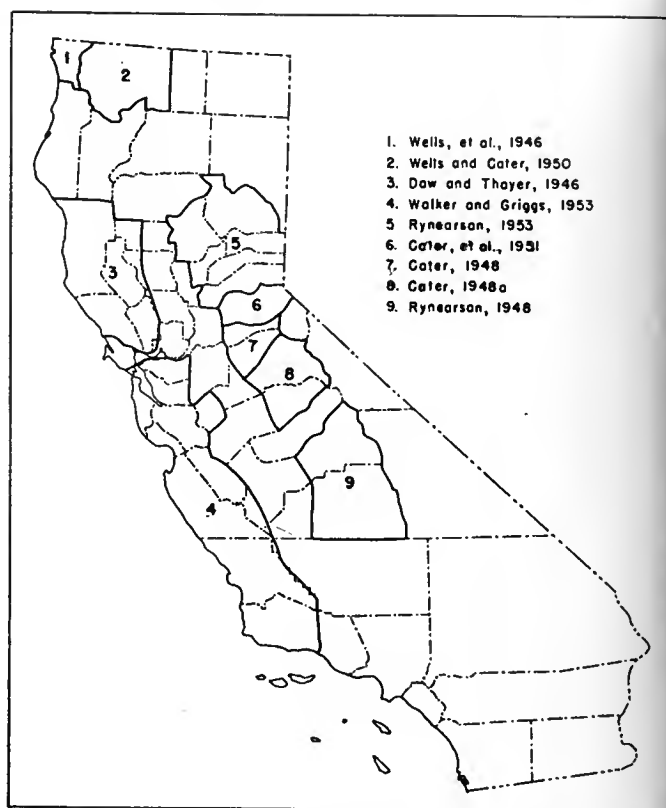 1
2
1. Wells, et al., 1946
2. Wells and Cater, 1950
3. Dow and Thayer, 1946
4. Walker and Griggs, 1953
5 Rynearson, 1953
6. Cater, et al., 1951
7. Cater, 1948
8. Cater, 1948a
9. Rynearson, 1948
5
3
6
7
8
9
4